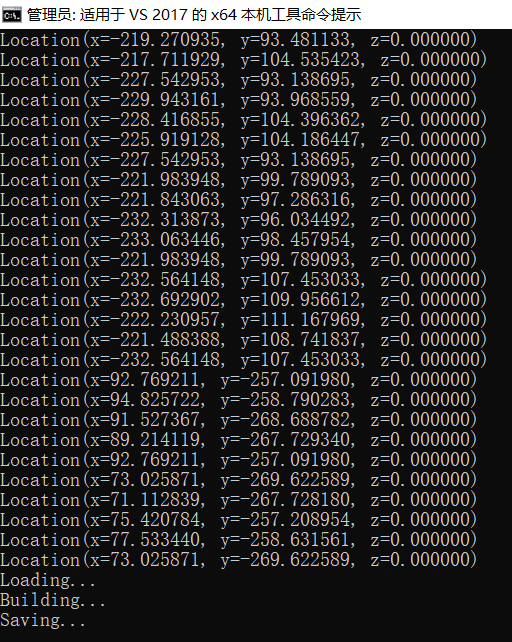 管理员: 适用于 VS 2017 的 x64 本机工具命令提示
Location(x=-219.270935, y=93.481133, z=0.000000)
Location(x=-217.711929, y=104.535423, z=0.000000)
Location(x=-227.542953, y=93.138695, z=0.000000)
Location(x=-229.943161, y=93.968559, z=0.000000)
Location(x=-228.416855, y=104.396362, z=0.000000)
Location(x=-225.919128, y=104.186447, z=0.000000)
Location(x=-227.542953, y=93.138695, z=0.000000)
Location(x=-221.983948, y=99.789093, z=0.000000)
Location(x=-221.843063, y=97.286316, z=0.000000)
Location(x=-232.313873, y=96.034492, z=0.000000)
Location(x=-233.063446, y=98.457954, z=0.000000)
Location(x=-221.983948, y=99.789093, z=0.000000)
Location(x=-232.564148, y=107.453033, z=0.000000)
Location(x=-232.692902, y=109.956612, z=0.000000)
Location(x=-222.230957, y=111.167969, z=0.000000)
Location(x=-221.488388, y=108.741837, z=0.000000)
Location(x=-232.564148, y=107.453033, z=0.000000)
Location(x=92.769211, y=-257.091980, z=0.000000)
Location(x=94.825722, y=-258.790283, z=0.000000)
Location(x=91.527367, y=-268.688782, z=0.000000)
Location(x=89.214119, y=-267.729340, z=0.000000)
Location(x=92.769211, y=-257.091980, z=0.000000)
Location(x=73.025871, y=-269.622589, z=0.000000)
Location(x=71.112839, y=-267.728180, z=0.000000)
Location(x=75.420784, y=-257.208954, z=0.000000)
Location(x=77.533440, y=-258.631561, z=0.000000)
Location(x=73.025871, y=-269.622589, z=0.000000)
Loading...
Building...
Saving...